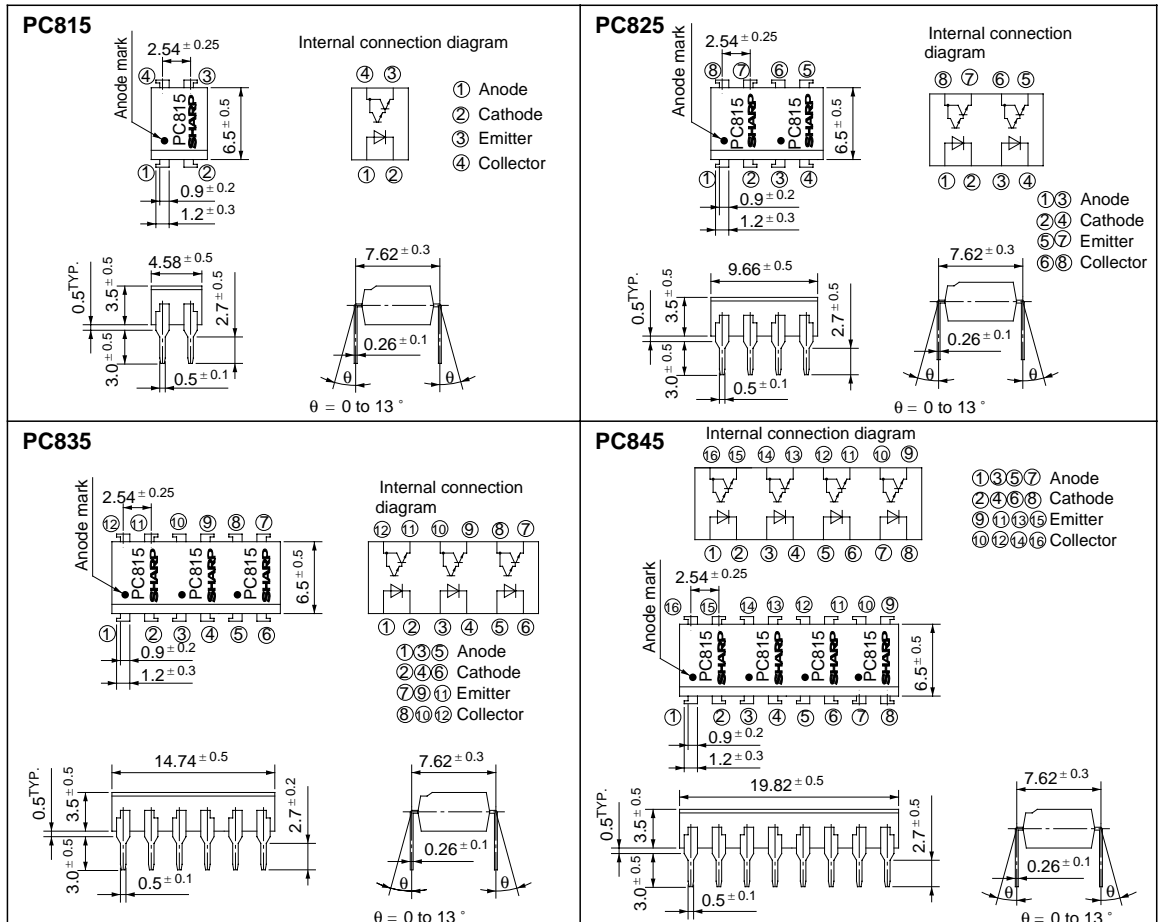 PC815
Anode mark
2.54 ± 0.25
Internal connection diagram
④ ③
④ ③
PC815
SHARP
6.5 ± 0.5
① Anode
② Cathode
③ Emitter
④ Collector
① ②
① ②
0.9 ± 0.2
1.2 ± 0.3
4.58 ± 0.5
7.62 ± 0.3
0.5 TYP.
3.5 ± 0.5
2.7 ± 0.5
3.0 ± 0.5
0.5 ± 0.1
0.26 ± 0.1
θ θ
θ = 0 to 13 °
PC825
Anode mark
2.54 ± 0.25
Internal connection
diagram
⑧ ⑦ ⑥ ⑤
⑧ ⑦ ⑥ ⑤
PC815
SHARP
PC815
SHARP
6.5 ± 0.5
① ② ③ ④
① ② ③ ④
0.9 ± 0.2
1.2 ± 0.3
①③ Anode
②④ Cathode
⑤⑦ Emitter
⑥⑧ Collector
9.66 ± 0.5
7.62 ± 0.3
0.5 TYP.
3.5 ± 0.5
2.7 ± 0.5
3.0 ± 0.5
0.5 ± 0.1
0.26 ± 0.1
θ θ
θ = 0 to 13 °
PC835
Anode mark
2.54 ± 0.25
Internal connection
diagram
⑫ ⑪ ⑩ ⑨ ⑧ ⑦
⑫ ⑪ ⑩ ⑨ ⑧ ⑦
PC815
SHARP
PC815
SHARP
PC815
SHARP
6.5 ± 0.5
① ② ③ ④ ⑤ ⑥
① ② ③ ④ ⑤ ⑥
0.9 ± 0.2
1.2 ± 0.3
①③⑤ Anode
②④⑥ Cathode
⑦⑨⑪ Emitter
⑧⑩⑫ Collector
14.74 ± 0.5
7.62 ± 0.3
0.5 TYP.
3.5 ± 0.5
2.7 ± 0.2
3.0 ± 0.5
0.5 ± 0.1
0.26 ± 0.1
θ θ
θ = 0 to 13 °
PC845
Internal connection diagram
⑯ ⑮ ⑭ ⑬ ⑫ ⑪ ⑩ ⑨
① ② ③ ④ ⑤ ⑥ ⑦ ⑧
①③⑤⑦ Anode
②④⑥⑧ Cathode
⑨⑪⑬⑮ Emitter
⑩⑫⑭⑯ Collector
Anode mark
2.54 ± 0.25
⑯ ⑮ ⑭ ⑬ ⑫ ⑪ ⑩ ⑨
PC815
SHARP
PC815
SHARP
PC815
SHARP
PC815
SHARP
6.5 ± 0.5
① ② ③ ④ ⑤ ⑥ ⑦ ⑧
0.9 ± 0.2
1.2 ± 0.3
19.82 ± 0.5
7.62 ± 0.3
0.5 TYP.
3.5 ± 0.5
2.7 ± 0.5
3.0 ± 0.5
0.5 ± 0.1
0.26 ± 0.1
θ θ
θ = 0 to 13 °